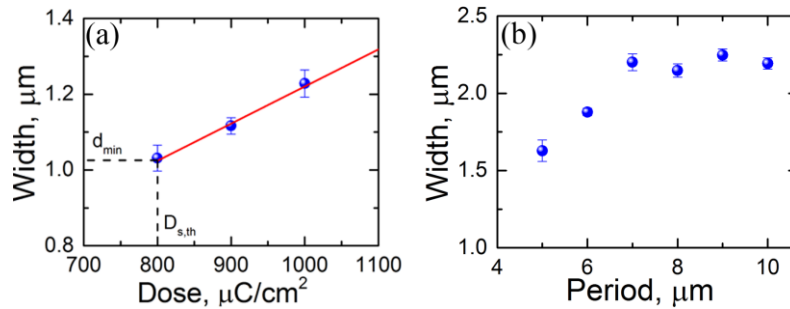 (a)
1.4
1.2
1.0
0.8
Width, μm
d_min
D_s,th
700 800 900 1000 1100
Dose, μC/cm²
(b)
2.5
2.0
1.5
1.0
Width, μm
4 6 8 10
Period, μm